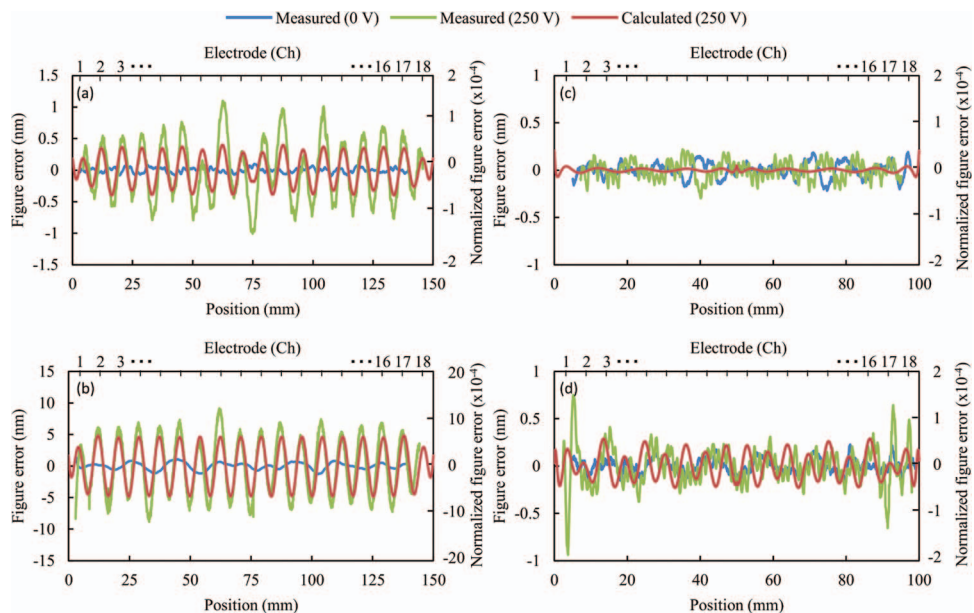 Measured (0 V) Measured (250 V) Calculated (250 V)
Electrode (Ch)
1 2 3 ··· ··· 16 17 18
(a)
Figure error (nm)
1.5
1
0.5
0
-0.5
-1
-1.5
Normalized figure error (x10⁻⁴)
2
1
0
-1
-2
0 25 50 75 100 125 150
Position (mm)
Electrode (Ch)
1 2 3 ··· ··· 16 17 18
(c)
Figure error (nm)
1
0.5
0
-0.5
-1
Normalized figure error (x10⁻⁴)
2
1
0
-1
-2
0 20 40 60 80 100
Position (mm)
Electrode (Ch)
1 2 3 ··· ··· 16 17 18
(b)
Figure error (nm)
15
10
5
0
-5
-10
-15
Normalized figure error (x10⁻⁴)
20
10
0
-10
-20
0 25 50 75 100 125 150
Position (mm)
Electrode (Ch)
1 2 3 ··· ··· 16 17 18
(d)
Figure error (nm)
1
0.5
0
-0.5
-1
Normalized figure error (x10⁻⁴)
2
1
0
-1
-2
0 20 40 60 80 100
Position (mm)